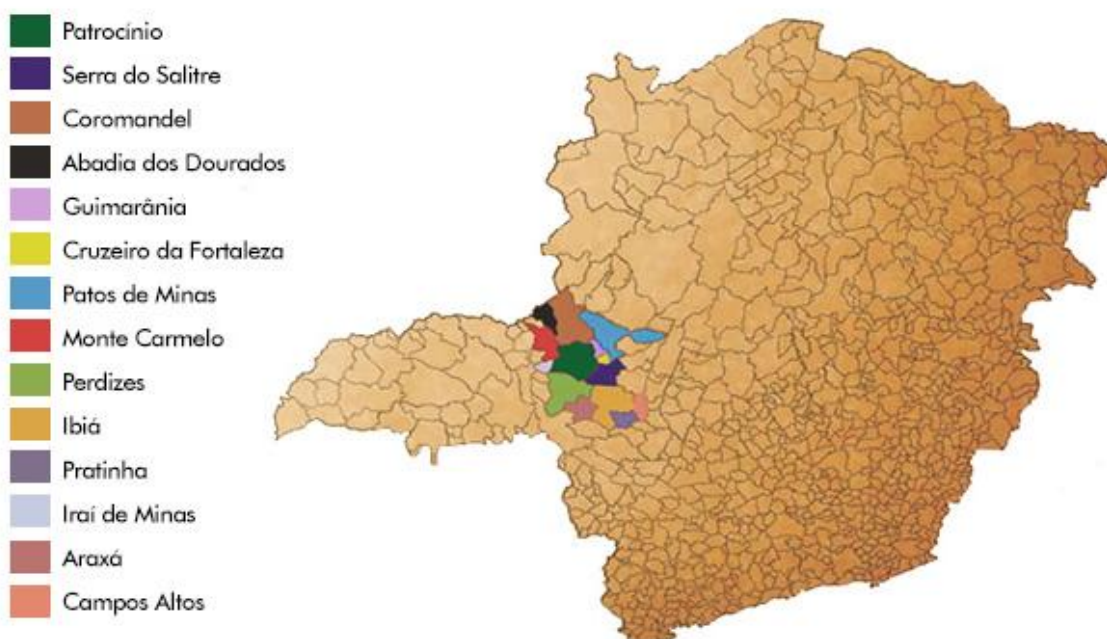 Patrocínio
Serra do Salitre
Coromandel
Abadia dos Dourados
Guimarânia
Cruzeiro da Fortaleza
Patos de Minas
Monte Carmelo
Perdizes
Ibiá
Pratinha
Iraí de Minas
Araxá
Campos Altos